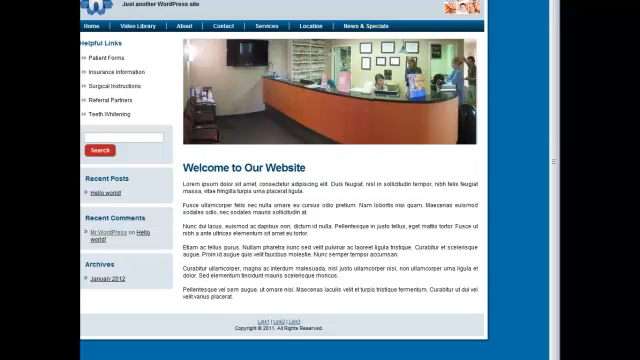 Just another WordPress site
Home
Video Library
About
Contact
Services
Location
News & Specials
Helpful Links
Patient Forms
Insurance Information
Surgical Instructions
Referral Partners
Teeth Whitening
Search
Recent Posts
Hello world!
Recent Comments
Mr WordPress on Hello
world!
Archives
January 2012
Welcome to Our Website
Lorem ipsum dolor sit amet, consectetur adipiscing elit. Duis feugiat, nisl in sollicitudin tempor, nibh felis feugiat
massa, vitae fringilla turpis urna placerat ligula.
Fusce ullamcorper felis nec nulla ornare eu cursus odio pretium. Nam lobortis nunc mattis. Maecenas euismod
sodales odio, nec sodales mauris sollicitudin at.
Nunc dui lacus, euismod ac dapibus non, dictum id nulla. Pellentesque in justo tellus, eget mattis tortor. Fusce ut
nibh a ante ultrices elementum sit amet eu tortor.
Etiam ac tellus purus. Nullam pharetra nunc sed velit pulvinar ac laoreet ligula tristique. Curabitur et scelerisque
augue. Proin ac augue quis velit faucibus molestie. Nunc semper tempor accumsan.
Curabitur ullamcorper, magna ac interdum malesuada, nisl justo ullamcorper nisl, non ullamcorper urna ligula et
dolor. Sed elementum tincidunt mauris scelerisque rhoncus.
Pellentesque vel sem augue, ut ornare nisi. Maecenas iaculis velit et turpis tristique fermentum. Curabitur ut dui vel
velit varius placerat.
Link1 | Link2 | Link3
Copyright © 2011. All Rights Reserved.